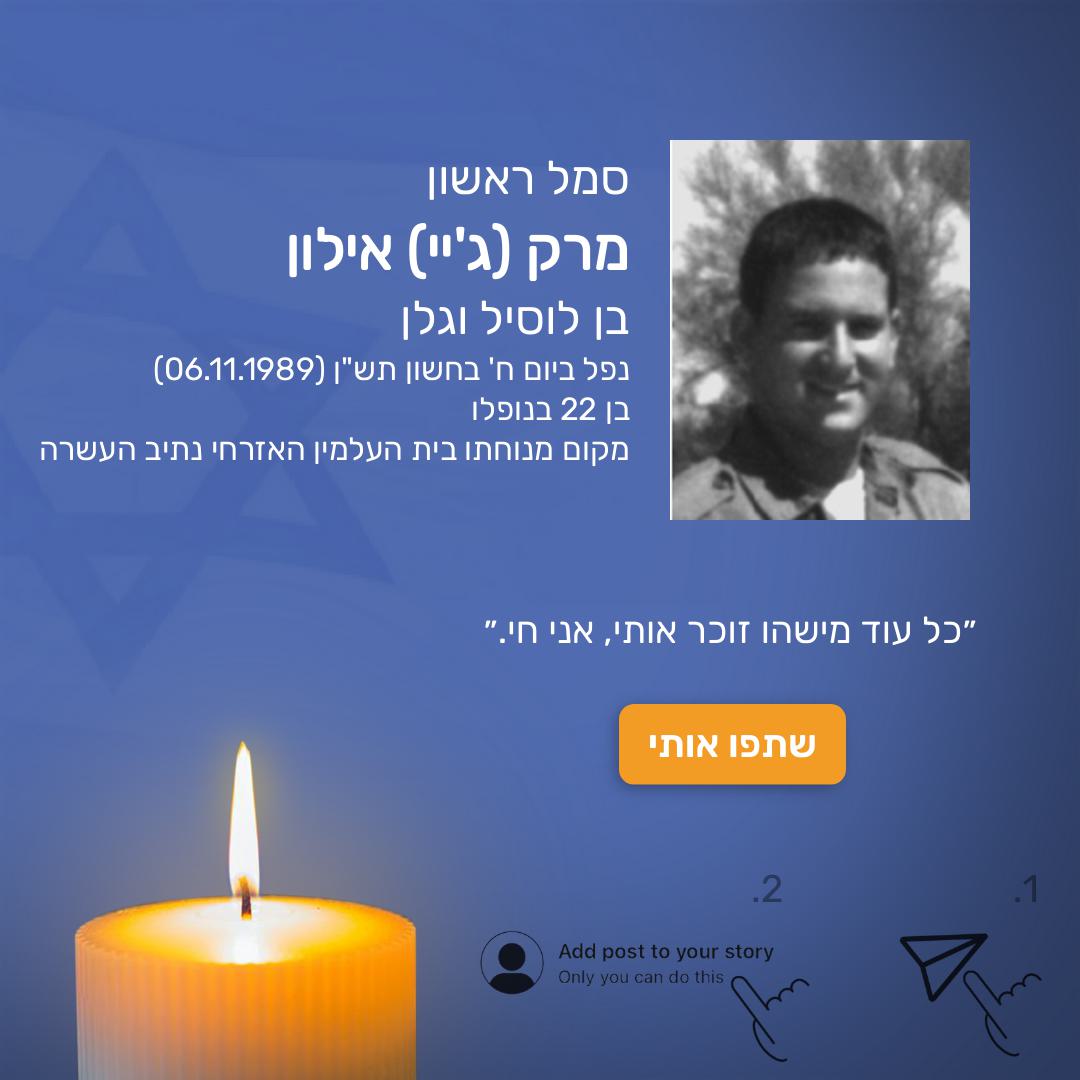 סמל ראשון
מרק (ג'יי) אילון
בן לוסיל וגלן
נפל ביום ח' בחשוון תש"ן (06.11.1989)
בן 22 בנופלו
מקום מנוחתו בית העלמין האזרחי נתיב העשרה
״כל עוד מישהו זוכר אותי, אני חי.״
שתפו אותי
1.
2.
Add post to your story
Only you can do this